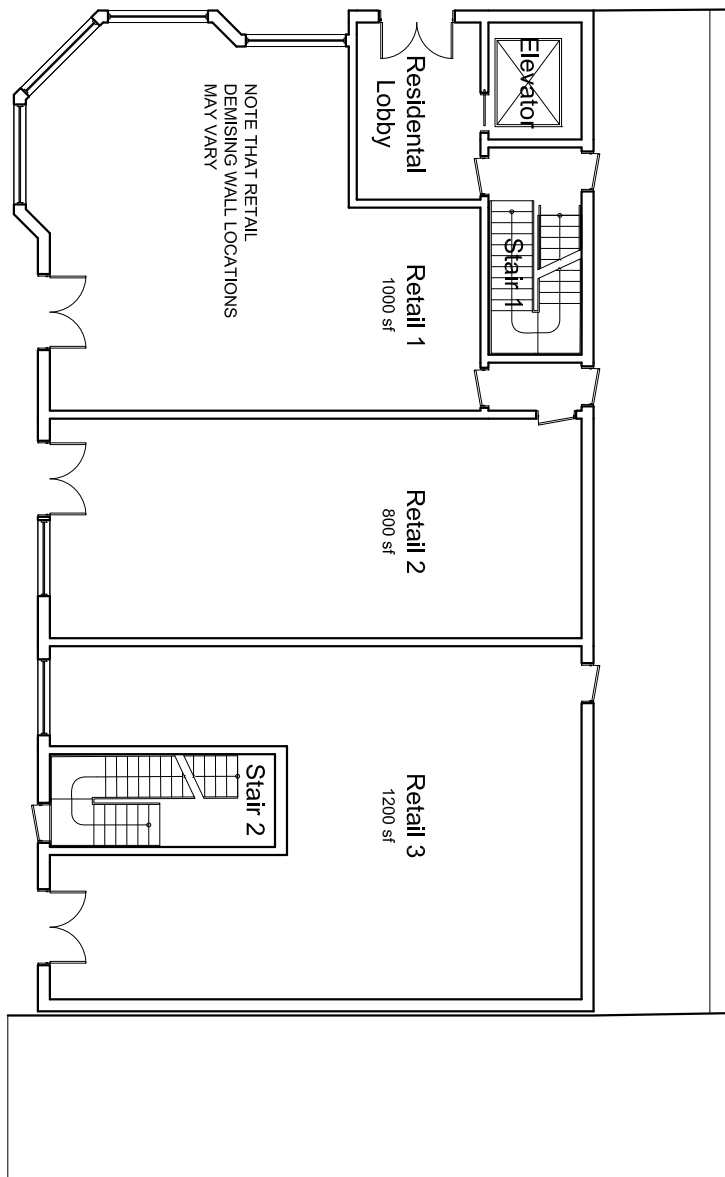 Elevator
Residental
Lobby
NOTE THAT RETAIL
DEMISING WALL LOCATIONS
MAY VARY
Stair 1
Retail 1
1000 sf
Retail 2
800 sf
Retail 3
1200 sf
Stair 2